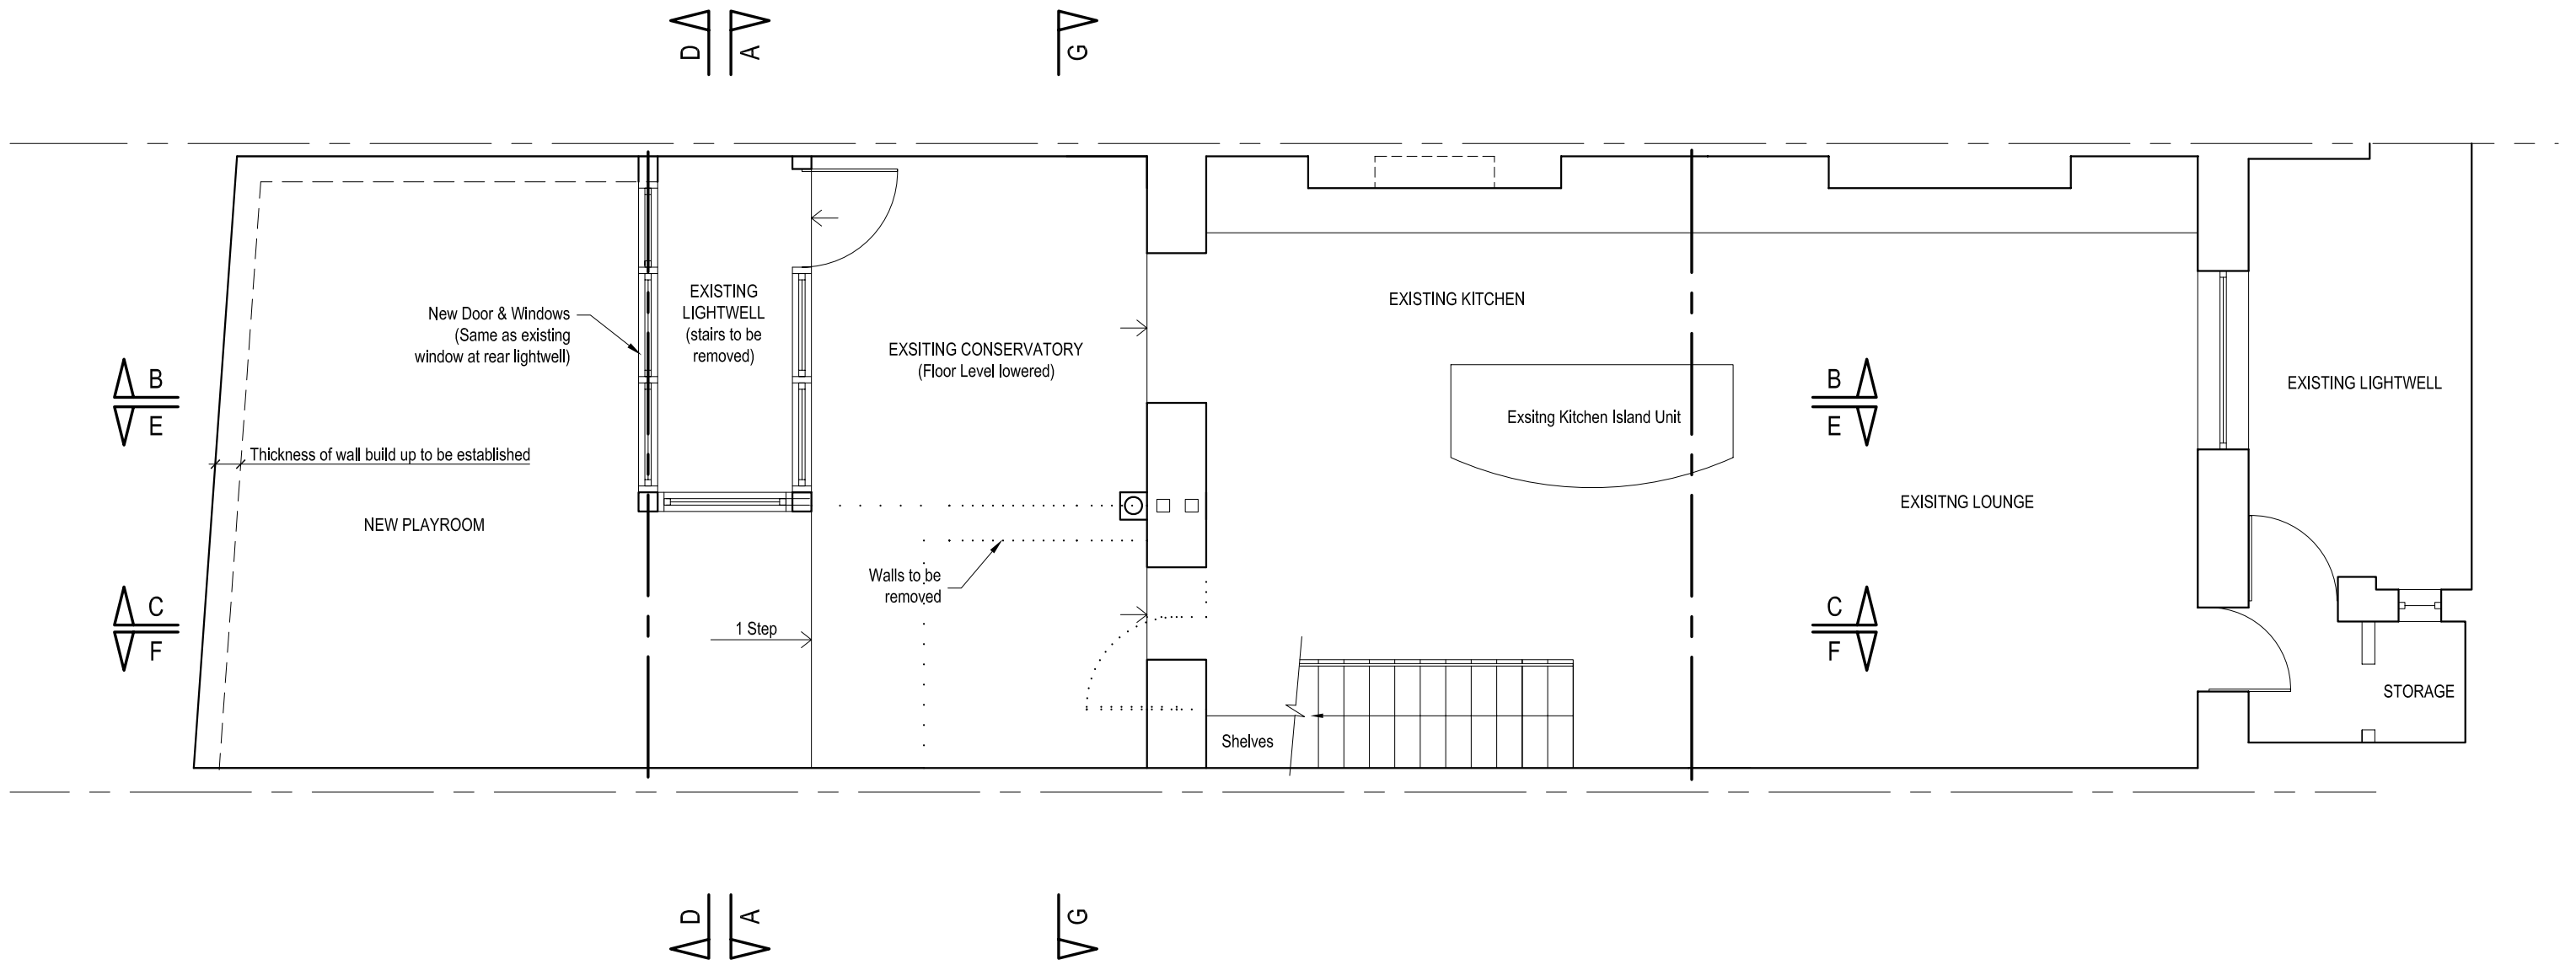 D
A
G
EXISTING
LIGHTWELL
(stairs to be
removed)
New Door & Windows
(Same as existing
window at rear lightwell)
EXSITING CONSERVATORY
(Floor Level lowered)
EXISTING KITCHEN
Exsitng Kitchen Island Unit
EXISTING LIGHTWELL
B
E
B
E
Thickness of wall build up to be established
NEW PLAYROOM
EXISITNG LOUNGE
Walls to be
removed
C
F
1 Step
C
F
STORAGE
Shelves
D
A
G